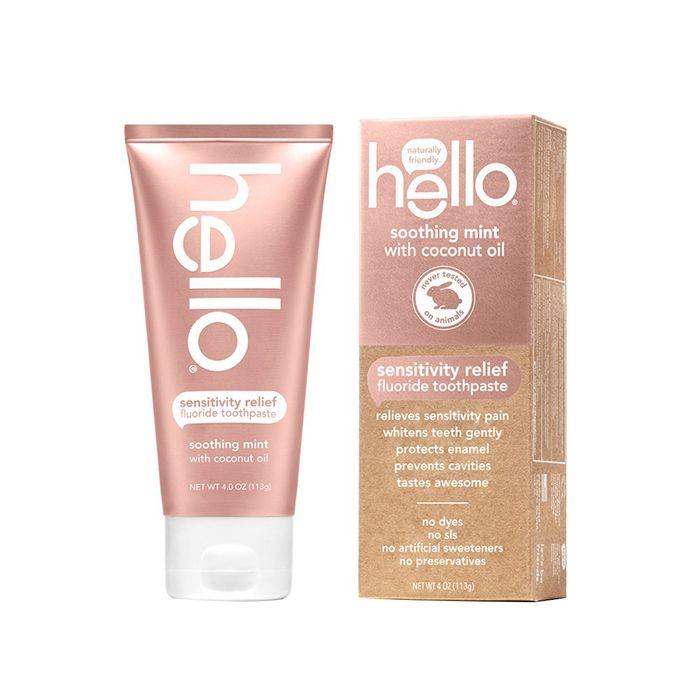 hello®
sensitivity relief
fluoride toothpaste
soothing mint
with coconut oil
NET WT 4.0 OZ (113g)
naturally
friendly™
hello®
soothing mint
with coconut oil
never tested
on animals
sensitivity relief
fluoride toothpaste
relieves sensitivity pain
whitens teeth gently
protects enamel
prevents cavities
tastes awesome
no dyes
no sls
no artificial sweeteners
no preservatives
NET WT 4 OZ (113g)